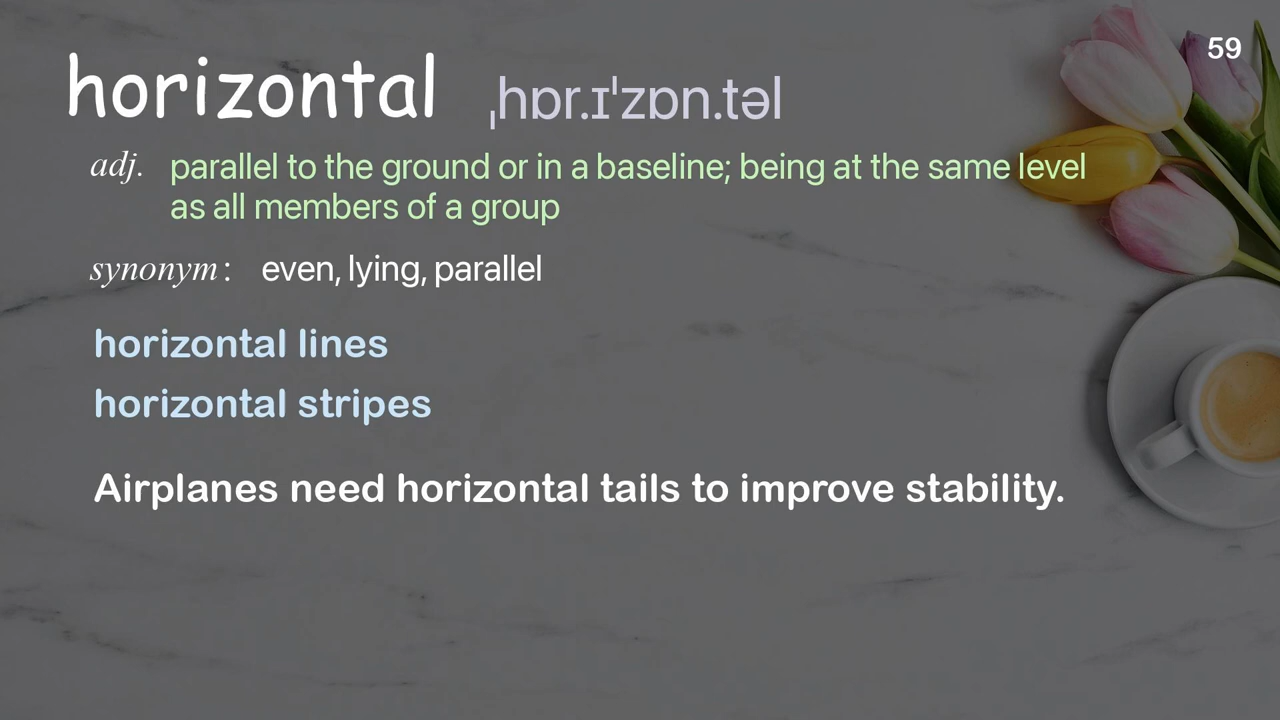 59
horizontal ˌhɒr.ɪˈzɒn.təl
adj. parallel to the ground or in a baseline; being at the same level
as all members of a group
synonym: even, lying, parallel
horizontal lines
horizontal stripes
Airplanes need horizontal tails to improve stability.